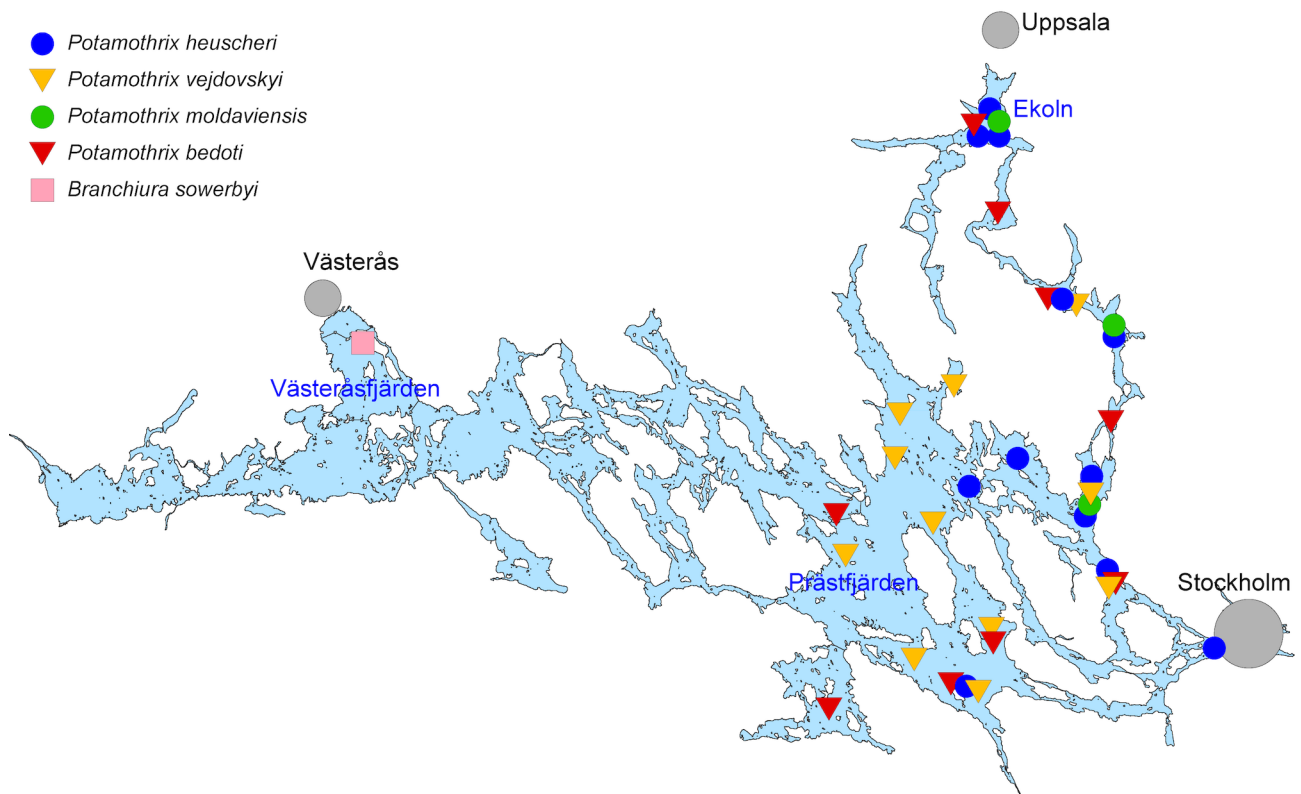 Uppsala
Potamothrix heuscheri
Potamothrix vejdovskyi
Ekoln
Potamothrix moldaviensis
Potamothrix bedoti
Branchiura sowerbyi
Västerås
Västeråsfjärden
Prästfjärden
Stockholm